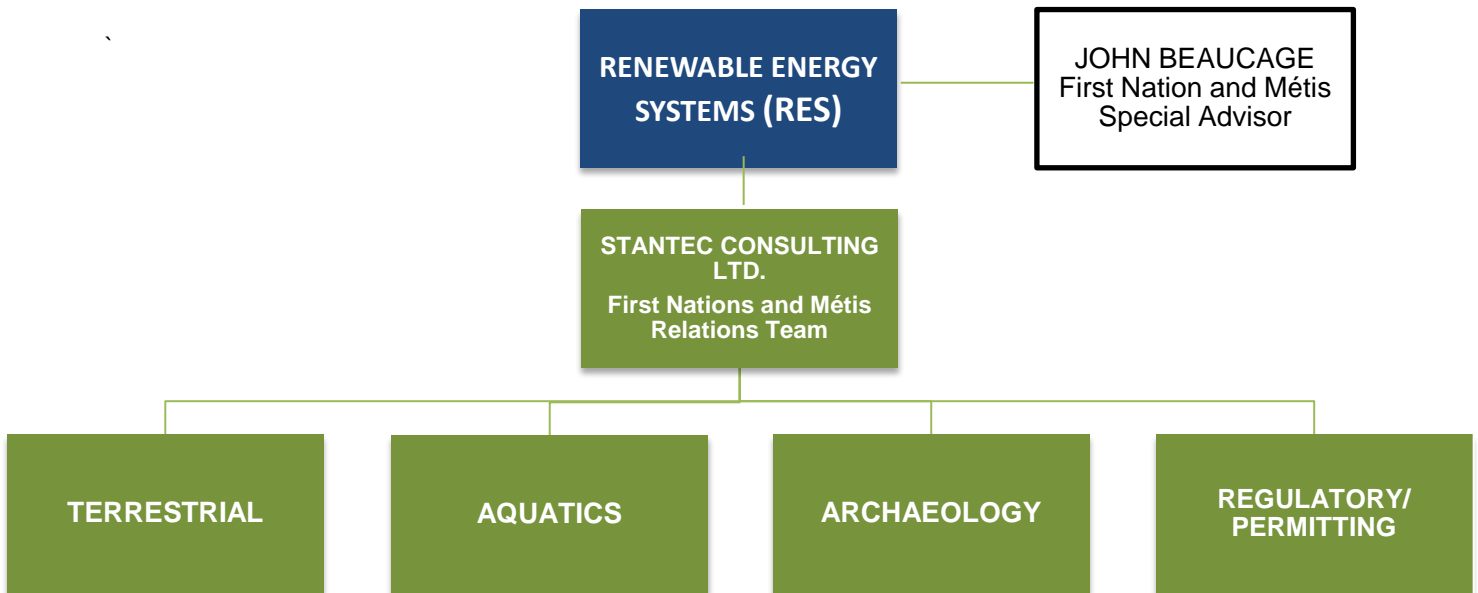 `
RENEWABLE ENERGY
SYSTEMS (RES)
JOHN BEAUCAGE
First Nation and Métis
Special Advisor
STANTEC CONSULTING
LTD.
First Nations and Métis
Relations Team
TERRESTRIAL
AQUATICS
ARCHAEOLOGY
REGULATORY/
PERMITTING